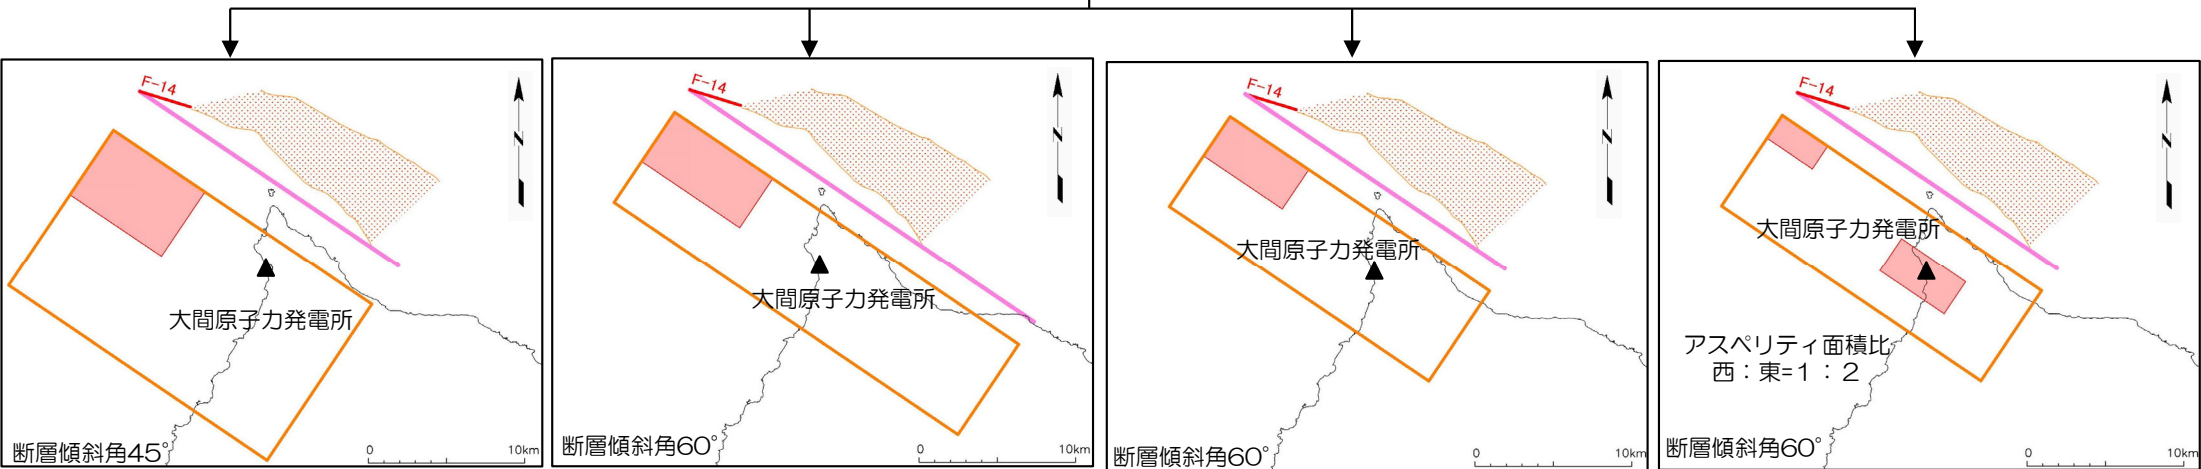 F-14
N
大間原子力発電所
断層傾斜角45°
0 10km
F-14
N
大間原子力発電所
断層傾斜角60°
0 10km
F-14
N
大間原子力発電所
断層傾斜角60°
0 10km
F-14
N
大間原子力発電所
アスペリティ面積比
西：東=1：2
断層傾斜角60°
0 10km